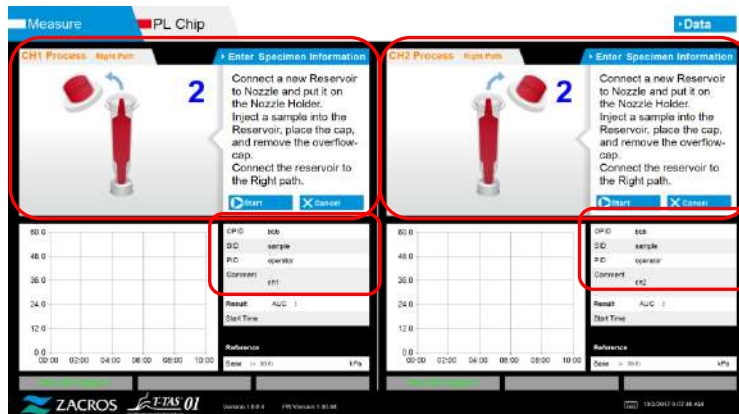 Measure
PL Chip
Data
CH1 Process Right Path
Enter Specimen Information
2
Connect a new Reservoir
to Nozzle and put it on
the Nozzle Holder.
Inject a sample into the
Reservoir, place the cap,
and remove the overflow-
cap.
Connect the reservoir to
the Right path.
Start
Cancel
60.0
48.0
36.0
24.0
12.0
0.0
00:00 02:00 04:00 06:00 08:00 10:00
OPID bob
SID sample
PID operator
Comment
ch1
Result AUC :
Start Time
Reference
Base kPa
CH2 Process Right Path
Enter Specimen Information
2
Connect a new Reservoir
to Nozzle and put it on
the Nozzle Holder.
Inject a sample into the
Reservoir, place the cap,
and remove the overflow-
cap.
Connect the reservoir to
the Right path.
Start
Cancel
60.0
48.0
36.0
24.0
12.0
0.0
00:00 02:00 04:00 06:00 08:00 10:00
OPID bob
SID sample
PID operator
Comment
ch2
Result AUC :
Start Time
Reference
Base kPa
ZACROS T-TAS 01